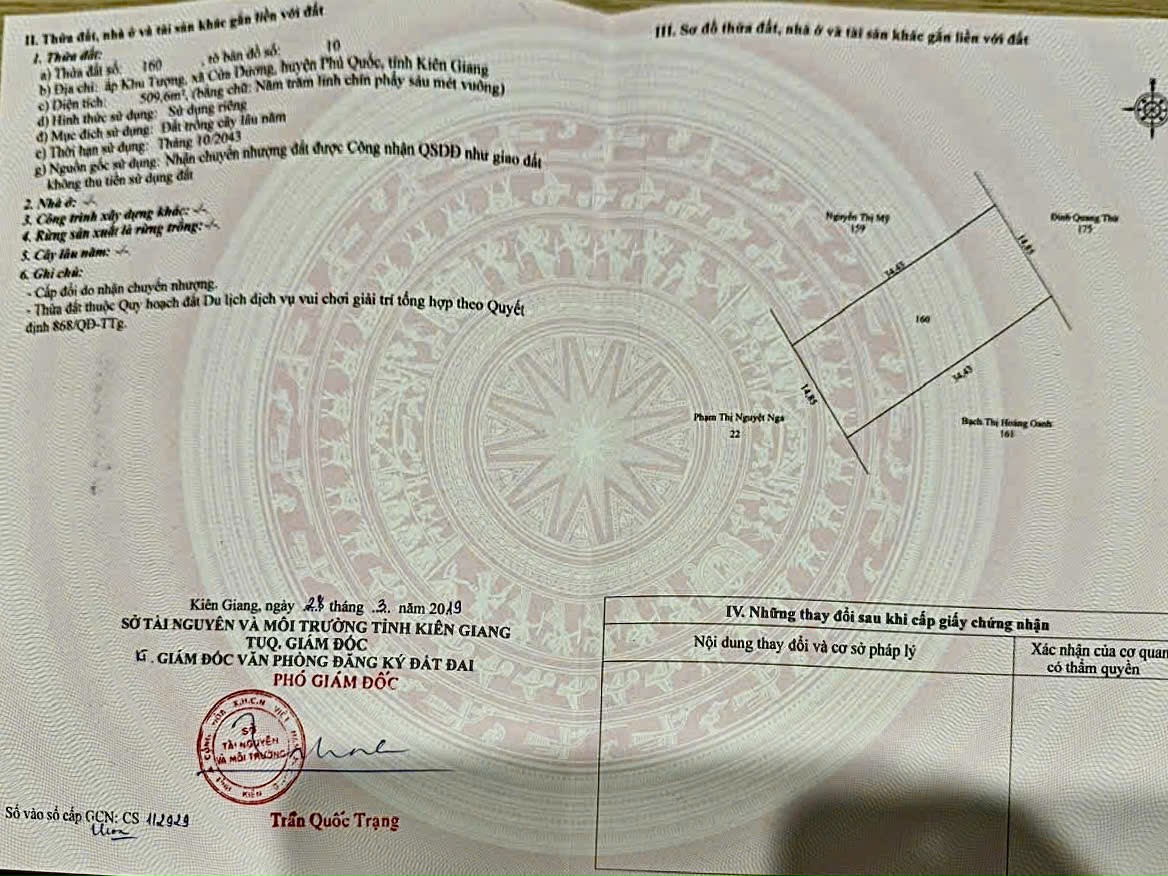 II. Thửa đất, nhà ở và tài sản khác gắn liền với đất
1. Thửa đất:
a) Thửa đất số: 160 , tờ bản đồ số: 10
b) Địa chỉ: ấp Khu Tượng, xã Cửa Dương, huyện Phú Quốc, tỉnh Kiên Giang
c) Diện tích: 509,6m², (bằng chữ: Năm trăm linh chín phẩy sáu mét vuông)
d) Hình thức sử dụng: Sử dụng riêng
đ) Mục đích sử dụng: Đất trồng cây lâu năm
e) Thời hạn sử dụng: Tháng 10/2043
g) Nguồn gốc sử dụng: Nhận chuyển nhượng đất được Công nhận QSDĐ như giao đất
không thu tiền sử dụng đất
2. Nhà ở: -/-
3. Công trình xây dựng khác: -/-
4. Rừng sản xuất là rừng trồng: -/-
5. Cây lâu năm: -/-
6. Ghi chú:
- Cấp đổi do nhận chuyển nhượng.
- Thửa đất thuộc Quy hoạch đất Du lịch dịch vụ vui chơi giải trí tổng hợp theo Quyết
định 868/QĐ-TTg.
Kiên Giang, ngày 28 tháng .3. năm 2019
SỞ TÀI NGUYÊN VÀ MÔI TRƯỜNG TỈNH KIÊN GIANG
TUQ. GIÁM ĐỐC
KT. GIÁM ĐỐC VĂN PHÒNG ĐĂNG KÝ ĐẤT ĐAI
PHÓ GIÁM ĐỐC
SỞ
TÀI NGUYÊN
VÀ MÔI TRƯỜNG
Trần Quốc Trạng
Số vào sổ cấp GCN: CS 112929
III. Sơ đồ thửa đất, nhà ở và tài sản khác gắn liền với đất
Nguyễn Thị Mỹ
159
Đinh Quang Thử
175
14,85
34,43
160
34,43
14,85
Phạm Thị Nguyệt Nga
22
Bạch Thị Hoàng Oanh
161
IV. Những thay đổi sau khi cấp giấy chứng nhận
Nội dung thay đổi và cơ sở pháp lý
Xác nhận của cơ quan
có thẩm quyền